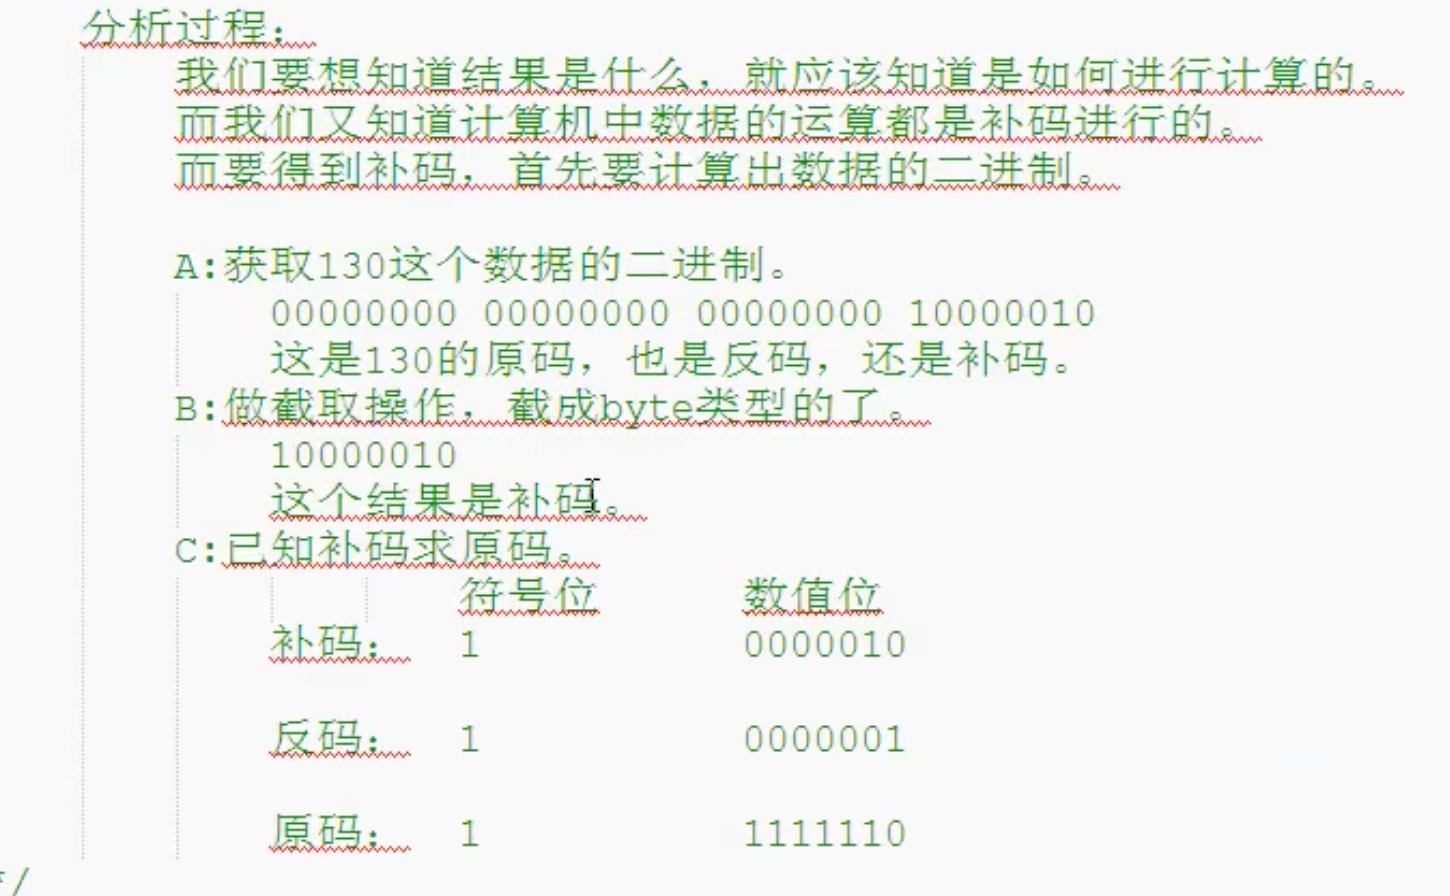 分析过程：
我们要想知道结果是什么，就应该知道是如何进行计算的。
而我们又知道计算机中数据的运算都是补码进行的。
而要得到补码，首先要计算出数据的二进制。
A:获取130这个数据的二进制。
00000000 00000000 00000000 10000010
这是130的原码，也是反码，还是补码。
B:做截取操作，截成byte类型的了。
10000010
这个结果是补码。
C:已知补码求原码。
符号位 数值位
补码： 1 0000010
反码： 1 0000001
原码： 1 1111110
*/